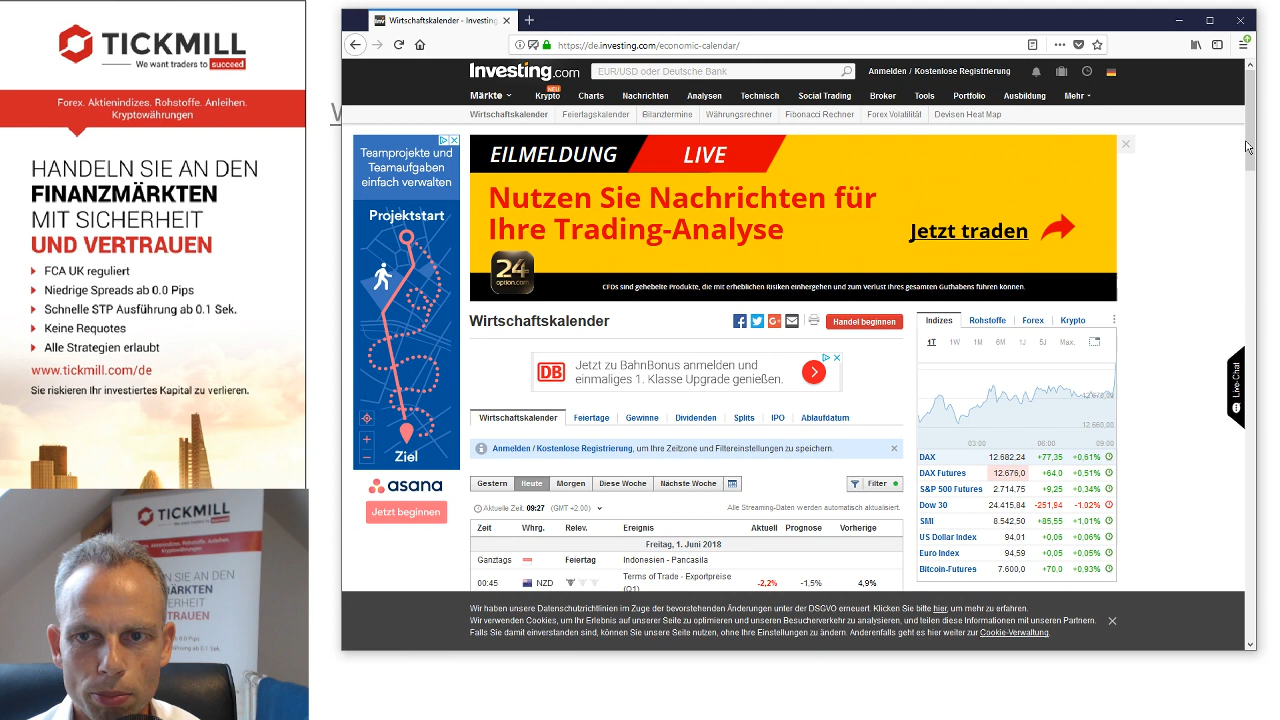 TICKMILL
We want traders to succeed
Forex. Aktienindizes. Rohstoffe. Anleihen.
Kryptowährungen
HANDELN SIE AN DEN
FINANZMÄRKTEN
MIT SICHERHEIT
UND VERTRAUEN
FCA UK reguliert
Niedrige Spreads ab 0.0 Pips
Schnelle STP Ausführung ab 0.1 Sek.
Keine Requotes
Alle Strategien erlaubt
www.tickmill.com/de
Sie riskieren Ihr investiertes Kapital zu verlieren.
TICKMILL
Wirtschaftskalender - Investing
https://de.investing.com/economic-calendar/
Investing.com
EUR/USD oder Deutsche Bank
Anmelden / Kostenlose Registrierung
Märkte
Krypto
NEU
Charts
Nachrichten
Analysen
Technisch
Social Trading
Broker
Tools
Portfolio
Ausbildung
Mehr
Wirtschaftskalender
Feiertagskalender
Bilanztermine
Währungsrechner
Fibonacci Rechner
Forex Volatilität
Devisen Heat Map
Teamprojekte und
Teamaufgaben
einfach verwalten
Projektstart
Ziel
asana
Jetzt beginnen
EILMELDUNG LIVE
Nutzen Sie Nachrichten für
Ihre Trading-Analyse
Jetzt traden
24
option.com
CFDs sind gehebelte Produkte, die mit erheblichen Risiken einhergehen und zum Verlust Ihres gesamten Guthabens führen können.
Wirtschaftskalender
Handel beginnen
DB
Jetzt zu BahnBonus anmelden und
einmaliges 1. Klasse Upgrade genießen.
Wirtschaftskalender
Feiertage
Gewinne
Dividenden
Splits
IPO
Ablaufdatum
Anmelden / Kostenlose Registrierung, um Ihre Zeitzone und Filtereinstellungen zu speichern.
Gestern
Heute
Morgen
Diese Woche
Nächste Woche
Filter
Aktuelle Zeit: 09:27 (GMT +2.00)
Alle Streaming-Daten werden automatisch aktualisiert.
Zeit Whrg. Relev. Ereignis Aktuell Prognose Vorherige
Freitag, 1. Juni 2018
Ganztags Feiertag Indonesien - Pancasila
00:45 NZD Terms of Trade - Exportpreise (Q1) -2,2% -1,5% 4,9%
Indizes
Rohstoffe
Forex
Krypto
1T 1W 1M 6M 1J 5J Max.
12.670,00
12.660,00
03:00 06:00 09:00
DAX 12.682,24 +77,35 +0.61%
DAX Futures 12.676,0 +64.0 +0.51%
S&P 500 Futures 2.714,75 +9,25 +0.34%
Dow 30 24.415,84 -251,94 -1.02%
SMI 8.542,50 +85,55 +1.01%
US Dollar Index 94,01 +0,06 +0.06%
Euro Index 94,59 +0,05 +0.05%
Bitcoin-Futures 7.600,0 +70,0 +0.93%
Live-Chat
Wir haben unsere Datenschutzrichtlinien im Zuge der bevorstehenden Änderungen unter der DSGVO erneuert. Klicken Sie bitte hier, um mehr zu erfahren.
Wir verwenden Cookies, um Ihr Erlebnis auf unserer Seite zu optimieren und unseren Besucherverkehr zu analysieren, und teilen diese Informationen mit unseren Partnern.
Falls Sie damit einverstanden sind, können Sie unsere Seite nutzen, ohne Ihre Einstellungen zu ändern. Anderenfalls geht es hier weiter zur Cookie-Verwaltung.